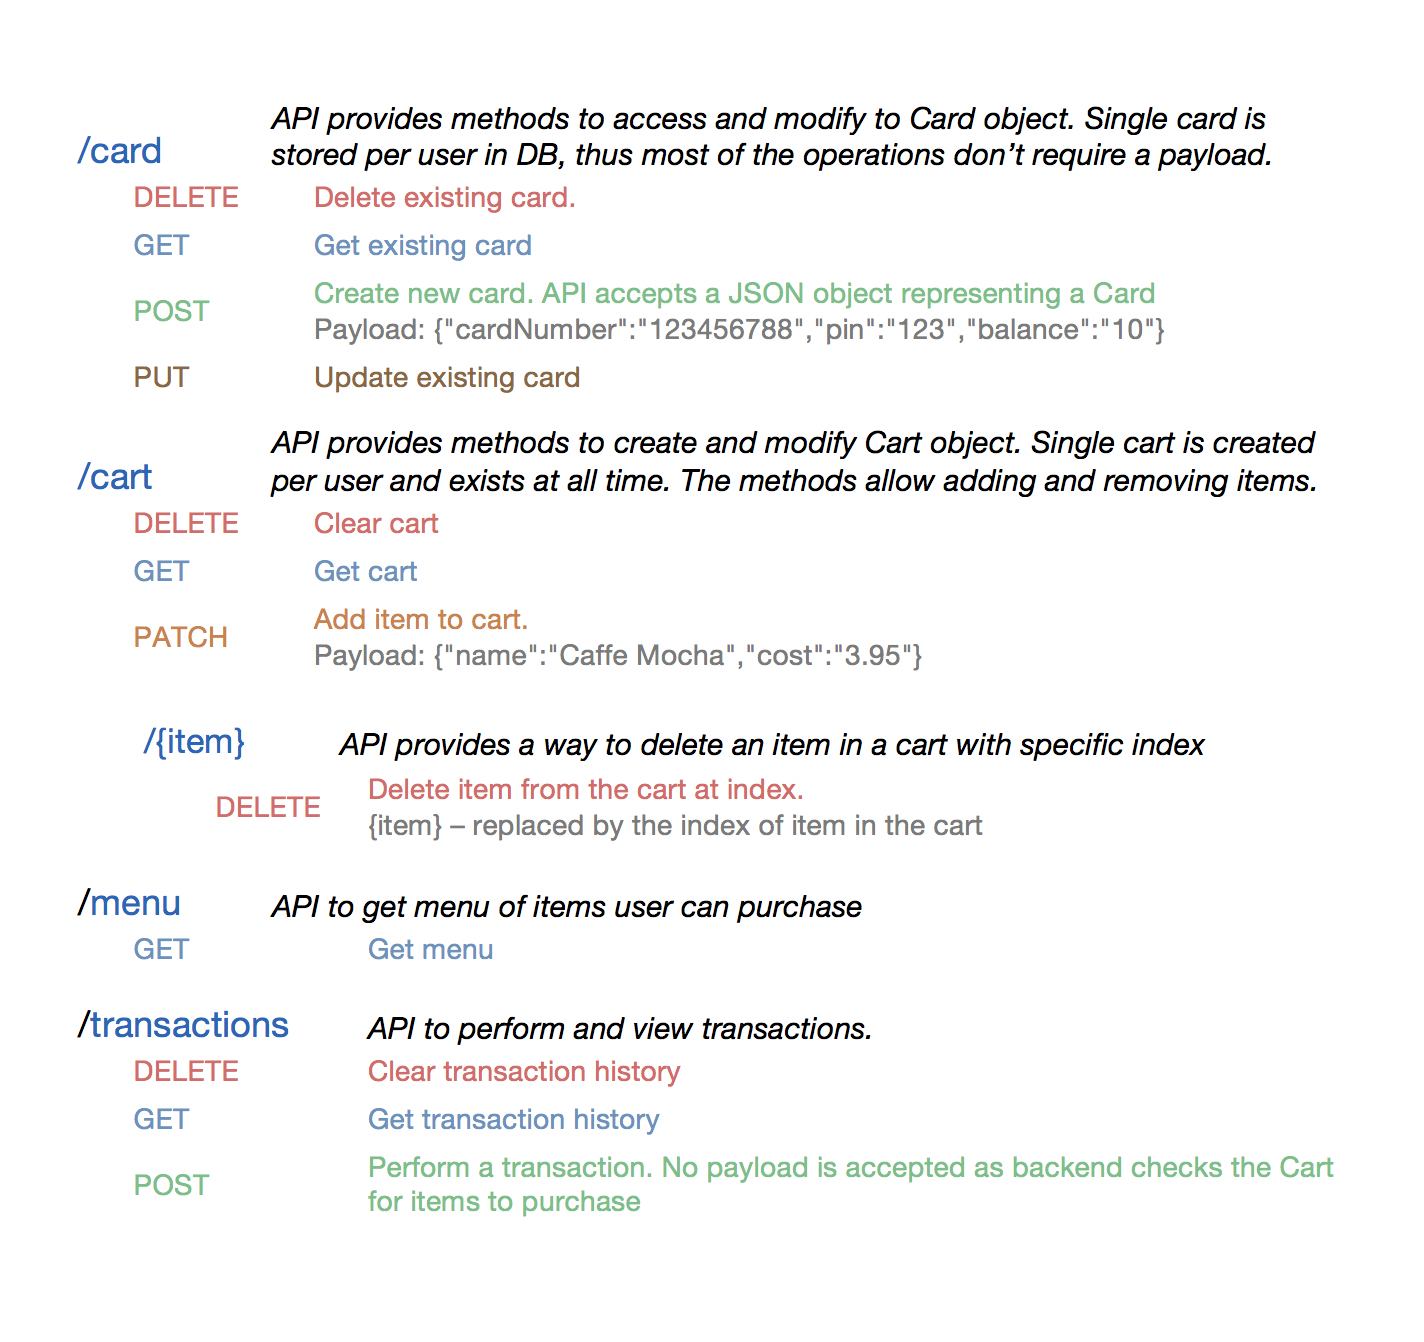 API provides methods to access and modify to Card object. Single card is
/card
stored per user in DB, thus most of the operations don’t require a payload.
DELETE Delete existing card.
GET Get existing card
Create new card. API accepts a JSON object representing a Card
POST
Payload: {"cardNumber":"123456788","pin":"123","balance":"10"}
PUT Update existing card
API provides methods to create and modify Cart object. Single cart is created
/cart
per user and exists at all time. The methods allow adding and removing items.
DELETE Clear cart
GET Get cart
Add item to cart.
PATCH
Payload: {"name":"Caffe Mocha","cost":"3.95"}
/{item} API provides a way to delete an item in a cart with specific index
Delete item from the cart at index.
DELETE
{item} – replaced by the index of item in the cart
/menu API to get menu of items user can purchase
GET Get menu
/transactions API to perform and view transactions.
DELETE Clear transaction history
GET Get transaction history
Perform a transaction. No payload is accepted as backend checks the Cart
POST
for items to purchase